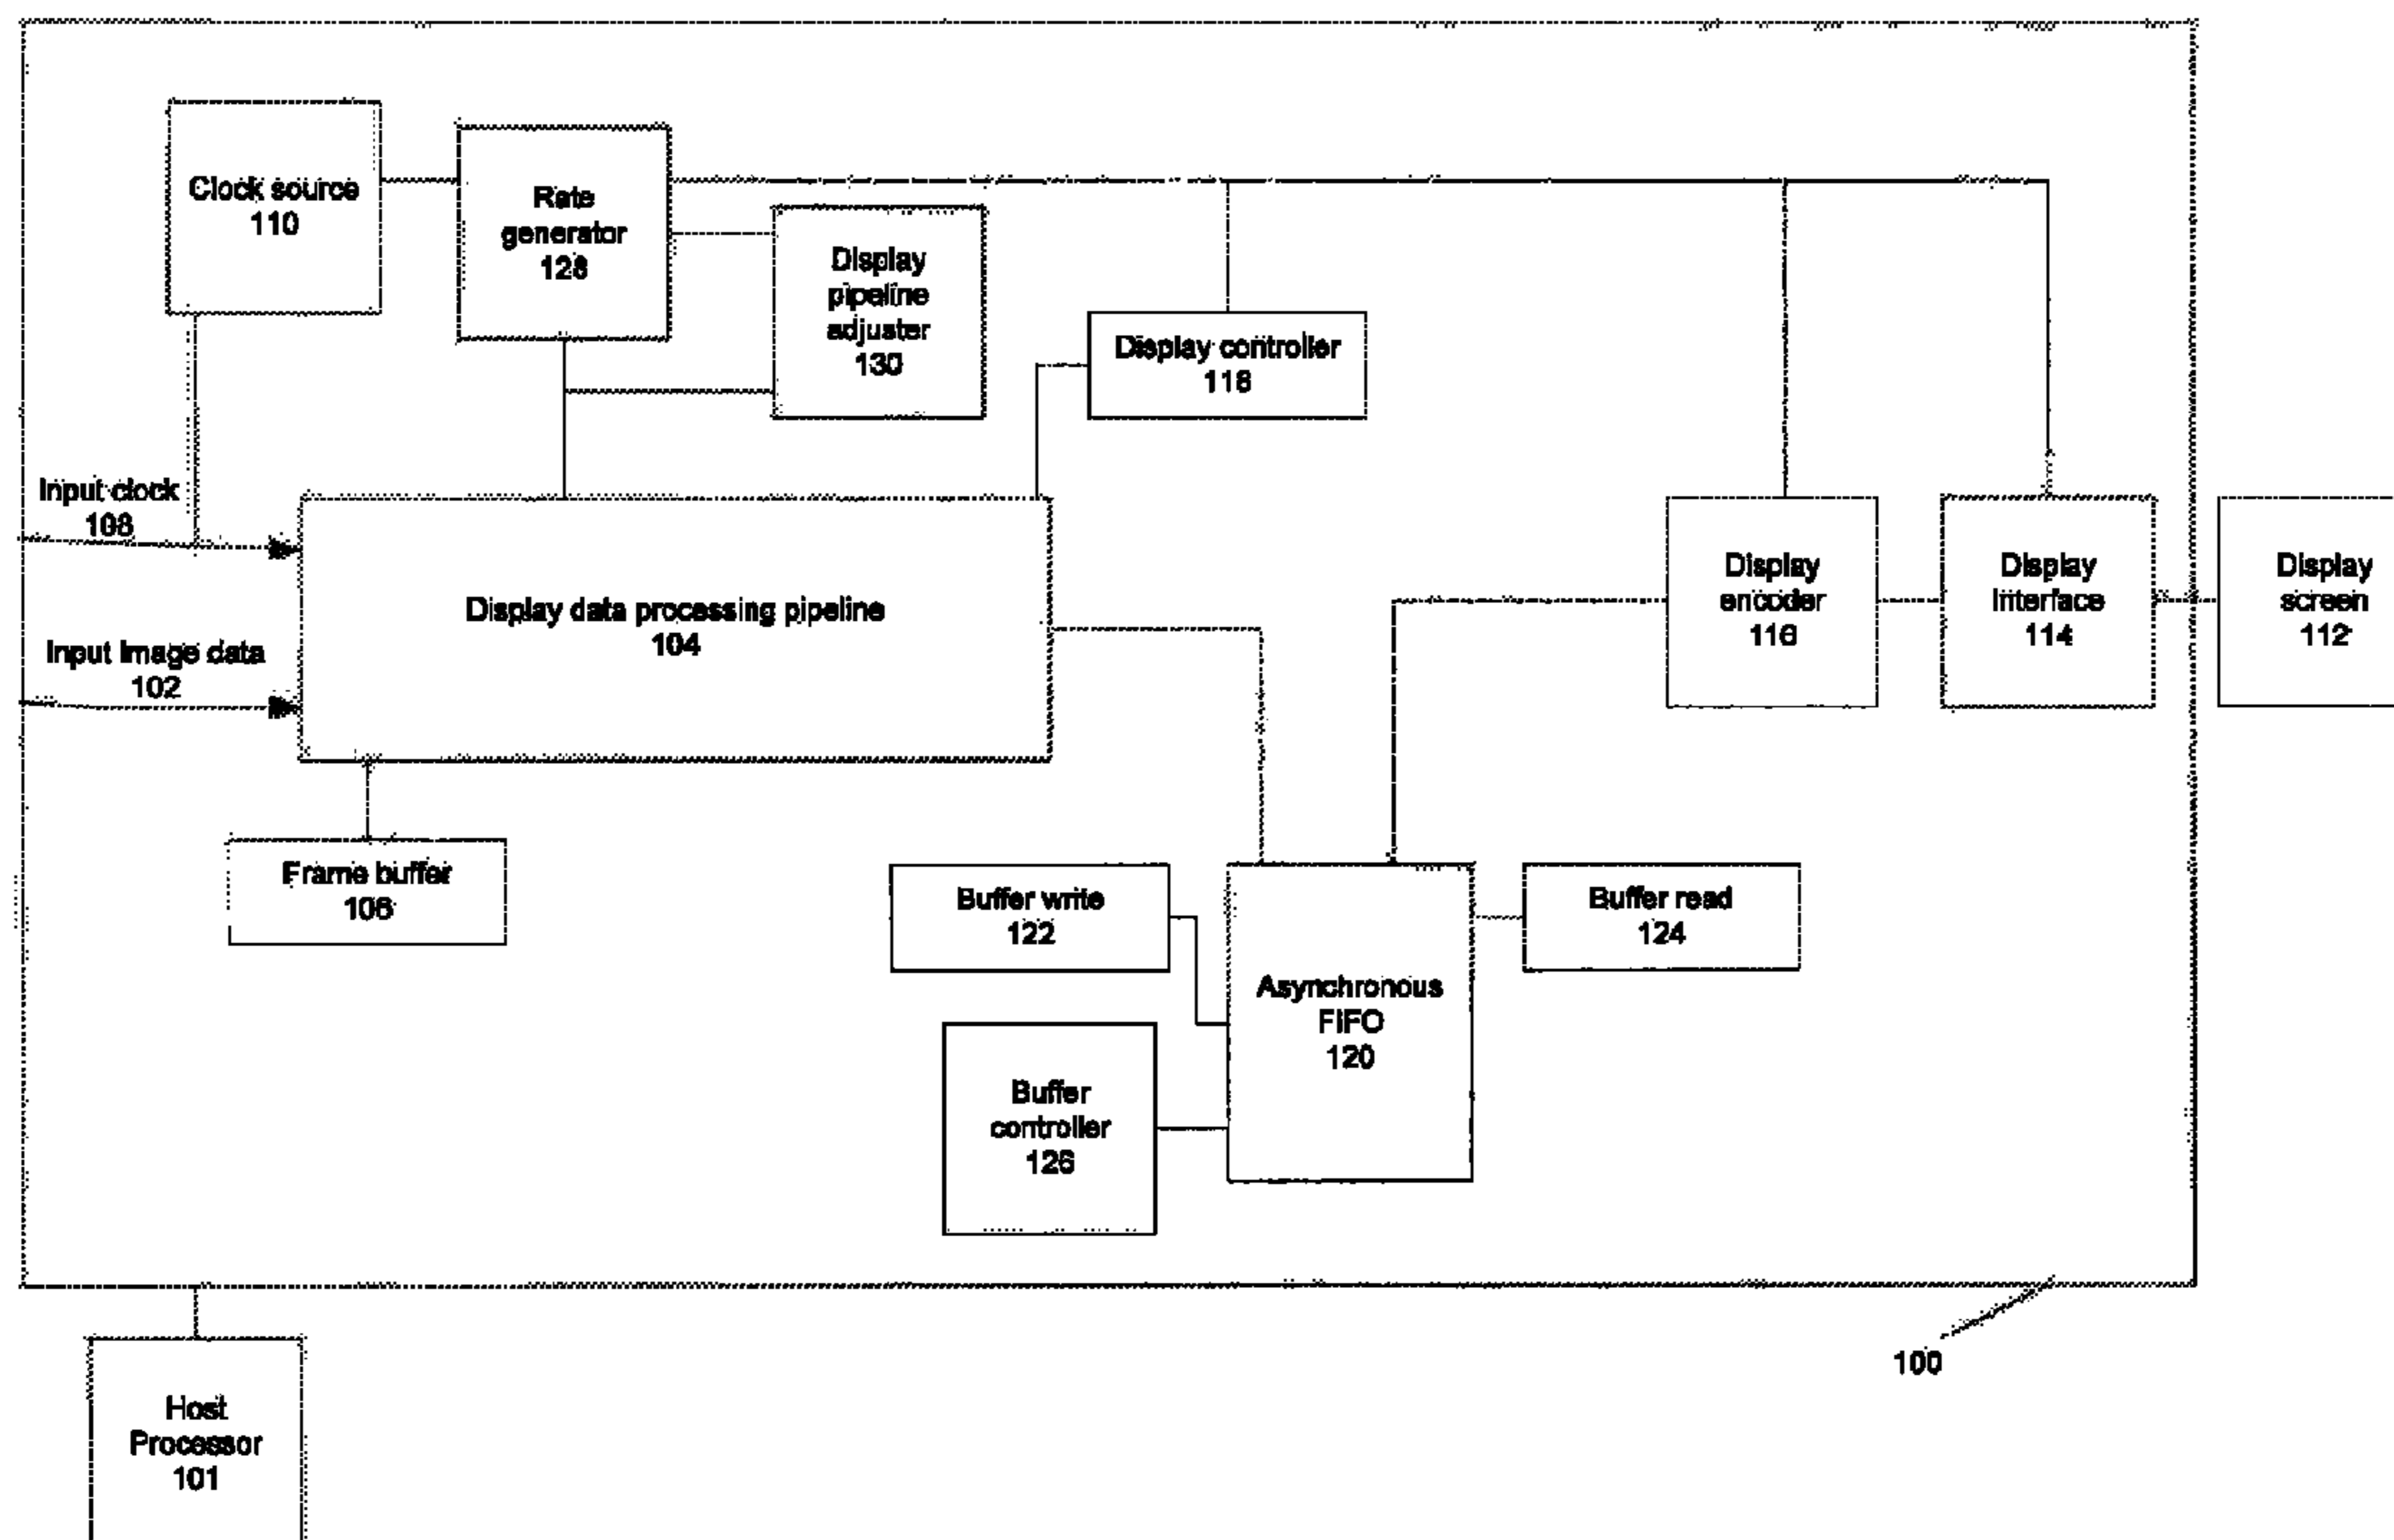 Clock source
110
Rate
generator
128
Display
pipeline
adjuster
130
Display controller
118
Input clock
108
Input image data
102
Display data processing pipeline
104
Display
encoder
116
Display
interface
114
Display
screen
112
Frame buffer
106
Buffer write
122
Asynchronous
FIFO
120
Buffer read
124
Buffer
controller
126
100
Host
Processor
101